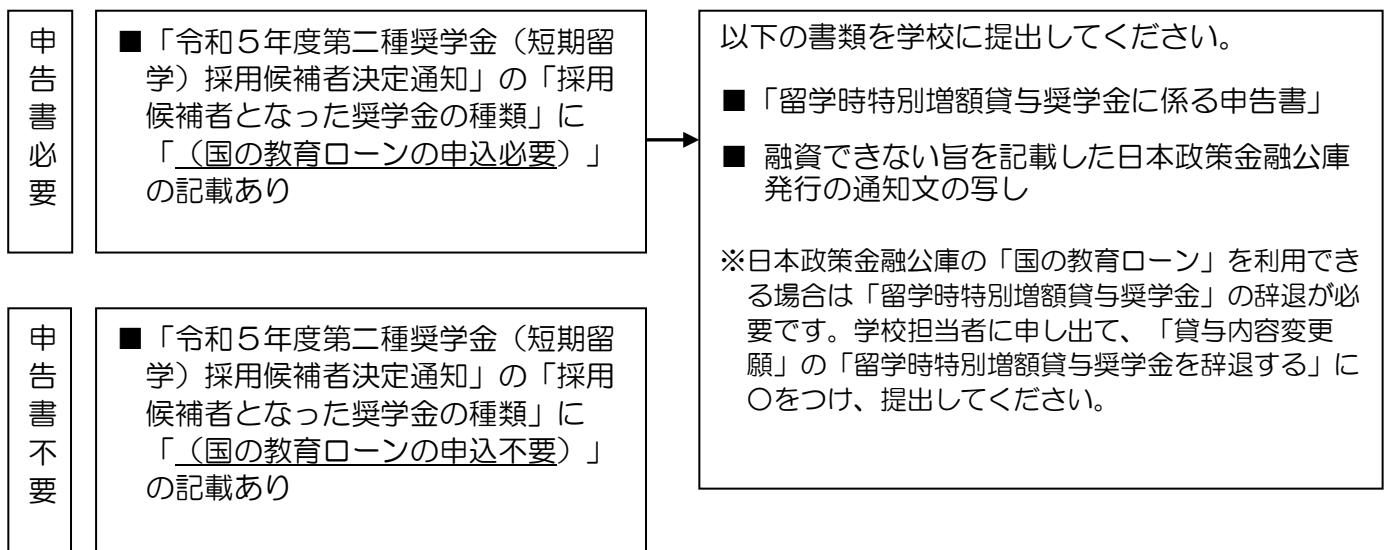 申告書必要
■「令和５年度第二種奨学金（短期留
学）採用候補者決定通知」の「採用
候補者となった奨学金の種類」に
「（国の教育ローンの申込必要）」
の記載あり
以下の書類を学校に提出してください。
■「留学時特別増額貸与奨学金に係る申告書」
■ 融資できない旨を記載した日本政策金融公庫
発行の通知文の写し
※日本政策金融公庫の「国の教育ローン」を利用でき
る場合は「留学時特別増額貸与奨学金」の辞退が必
要です。学校担当者に申し出て、「貸与内容変更
願」の「留学時特別増額貸与奨学金を辞退する」に
〇をつけ、提出してください。
申告書不要
■「令和５年度第二種奨学金（短期留
学）採用候補者決定通知」の「採用
候補者となった奨学金の種類」に
「（国の教育ローンの申込不要）」
の記載あり